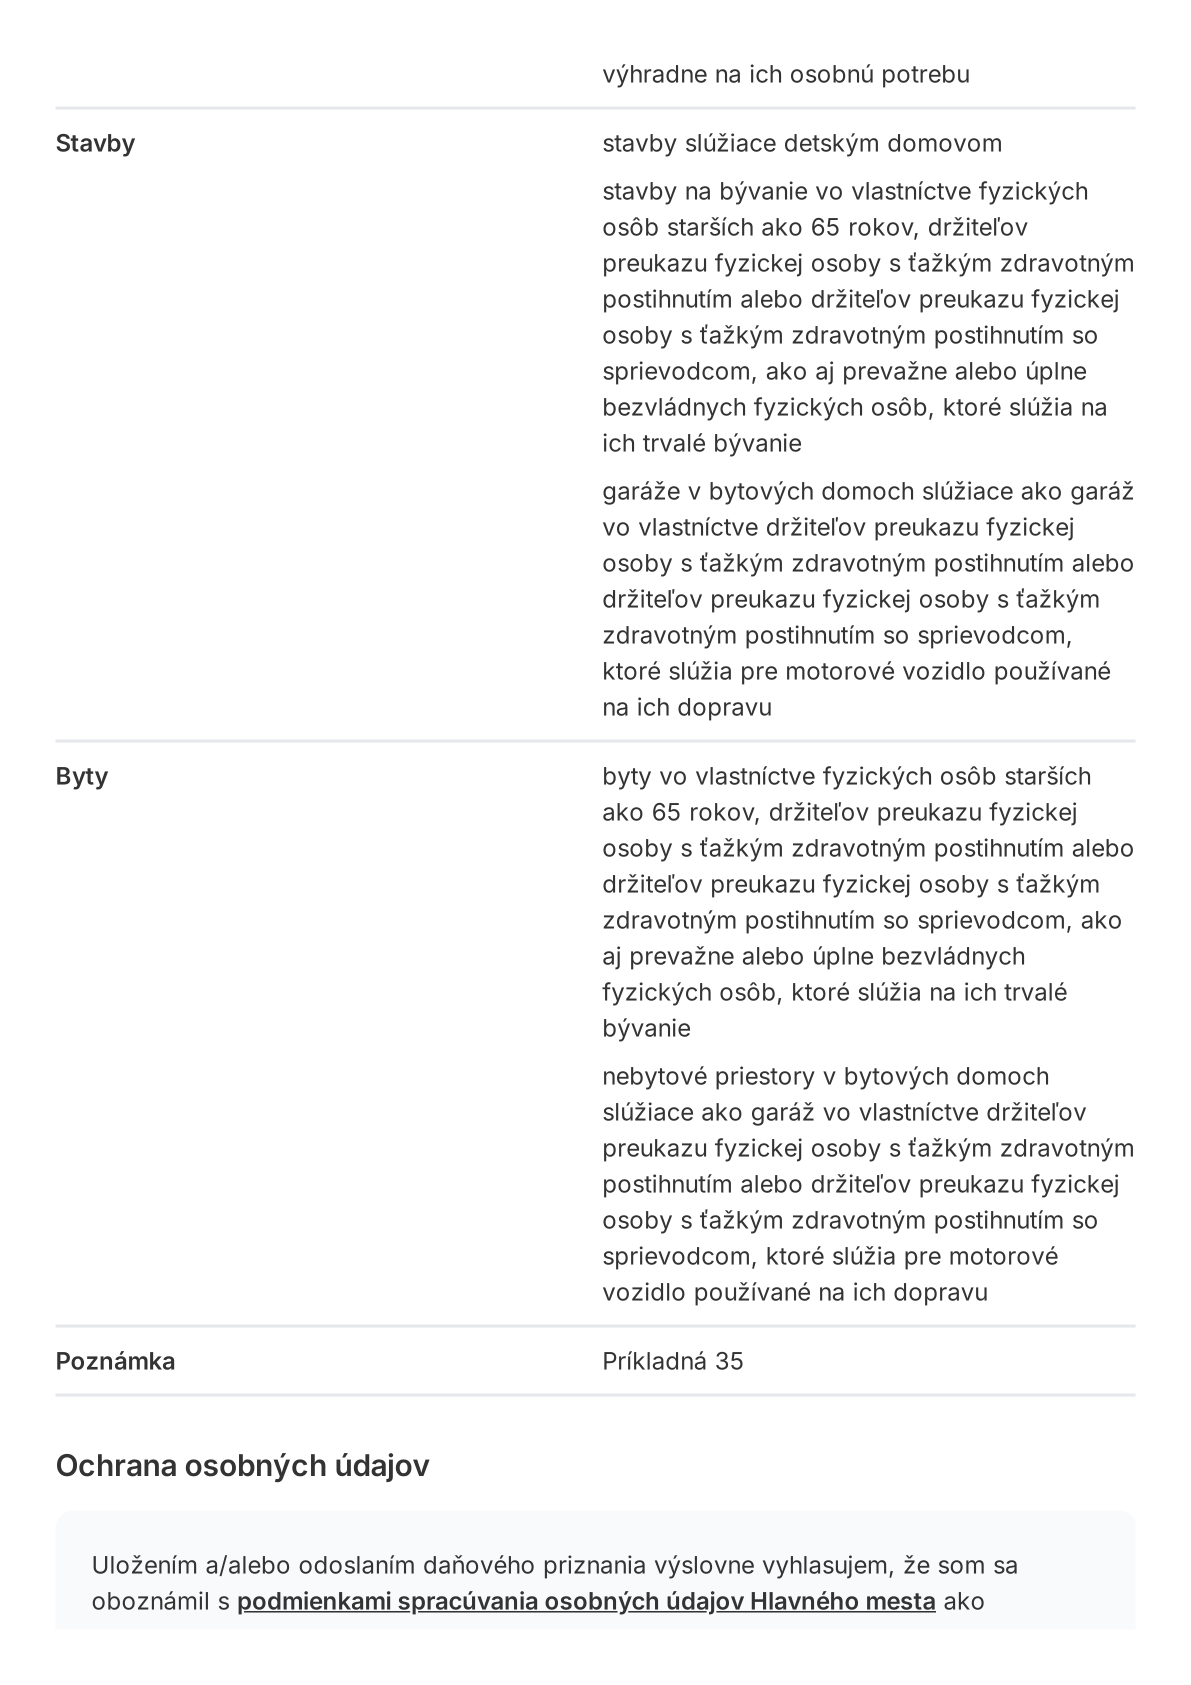 výhradne na ich osobnú potrebu
Stavby
stavby slúžiace detským domovom
stavby na bývanie vo vlastníctve fyzických
osôb starších ako 65 rokov, držiteľov
preukazu fyzickej osoby s ťažkým zdravotným
postihnutím alebo držiteľov preukazu fyzickej
osoby s ťažkým zdravotným postihnutím so
sprievodcom, ako aj prevažne alebo úplne
bezvládnych fyzických osôb, ktoré slúžia na
ich trvalé bývanie
garáže v bytových domoch slúžiace ako garáž
vo vlastníctve držiteľov preukazu fyzickej
osoby s ťažkým zdravotným postihnutím alebo
držiteľov preukazu fyzickej osoby s ťažkým
zdravotným postihnutím so sprievodcom,
ktoré slúžia pre motorové vozidlo používané
na ich dopravu
Byty
byty vo vlastníctve fyzických osôb starších
ako 65 rokov, držiteľov preukazu fyzickej
osoby s ťažkým zdravotným postihnutím alebo
držiteľov preukazu fyzickej osoby s ťažkým
zdravotným postihnutím so sprievodcom, ako
aj prevažne alebo úplne bezvládnych
fyzických osôb, ktoré slúžia na ich trvalé
bývanie
nebytové priestory v bytových domoch
slúžiace ako garáž vo vlastníctve držiteľov
preukazu fyzickej osoby s ťažkým zdravotným
postihnutím alebo držiteľov preukazu fyzickej
osoby s ťažkým zdravotným postihnutím so
sprievodcom, ktoré slúžia pre motorové
vozidlo používané na ich dopravu
Poznámka
Príkladná 35
Ochrana osobných údajov
Uložením a/alebo odoslaním daňového priznania výslovne vyhlasujem, že som sa
oboznámil s podmienkami spracúvania osobných údajov Hlavného mesta ako